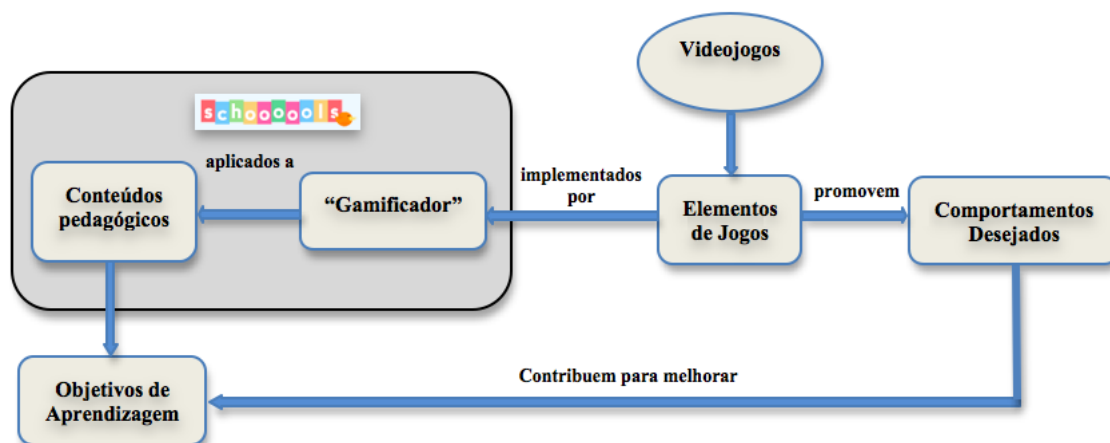 Videojogos
schooools
aplicados a
implementados
por
promovem
Conteúdos
pedagógicos
“Gamificador”
Elementos
de Jogos
Comportamentos
Desejados
Contribuem para melhorar
Objetivos de
Aprendizagem